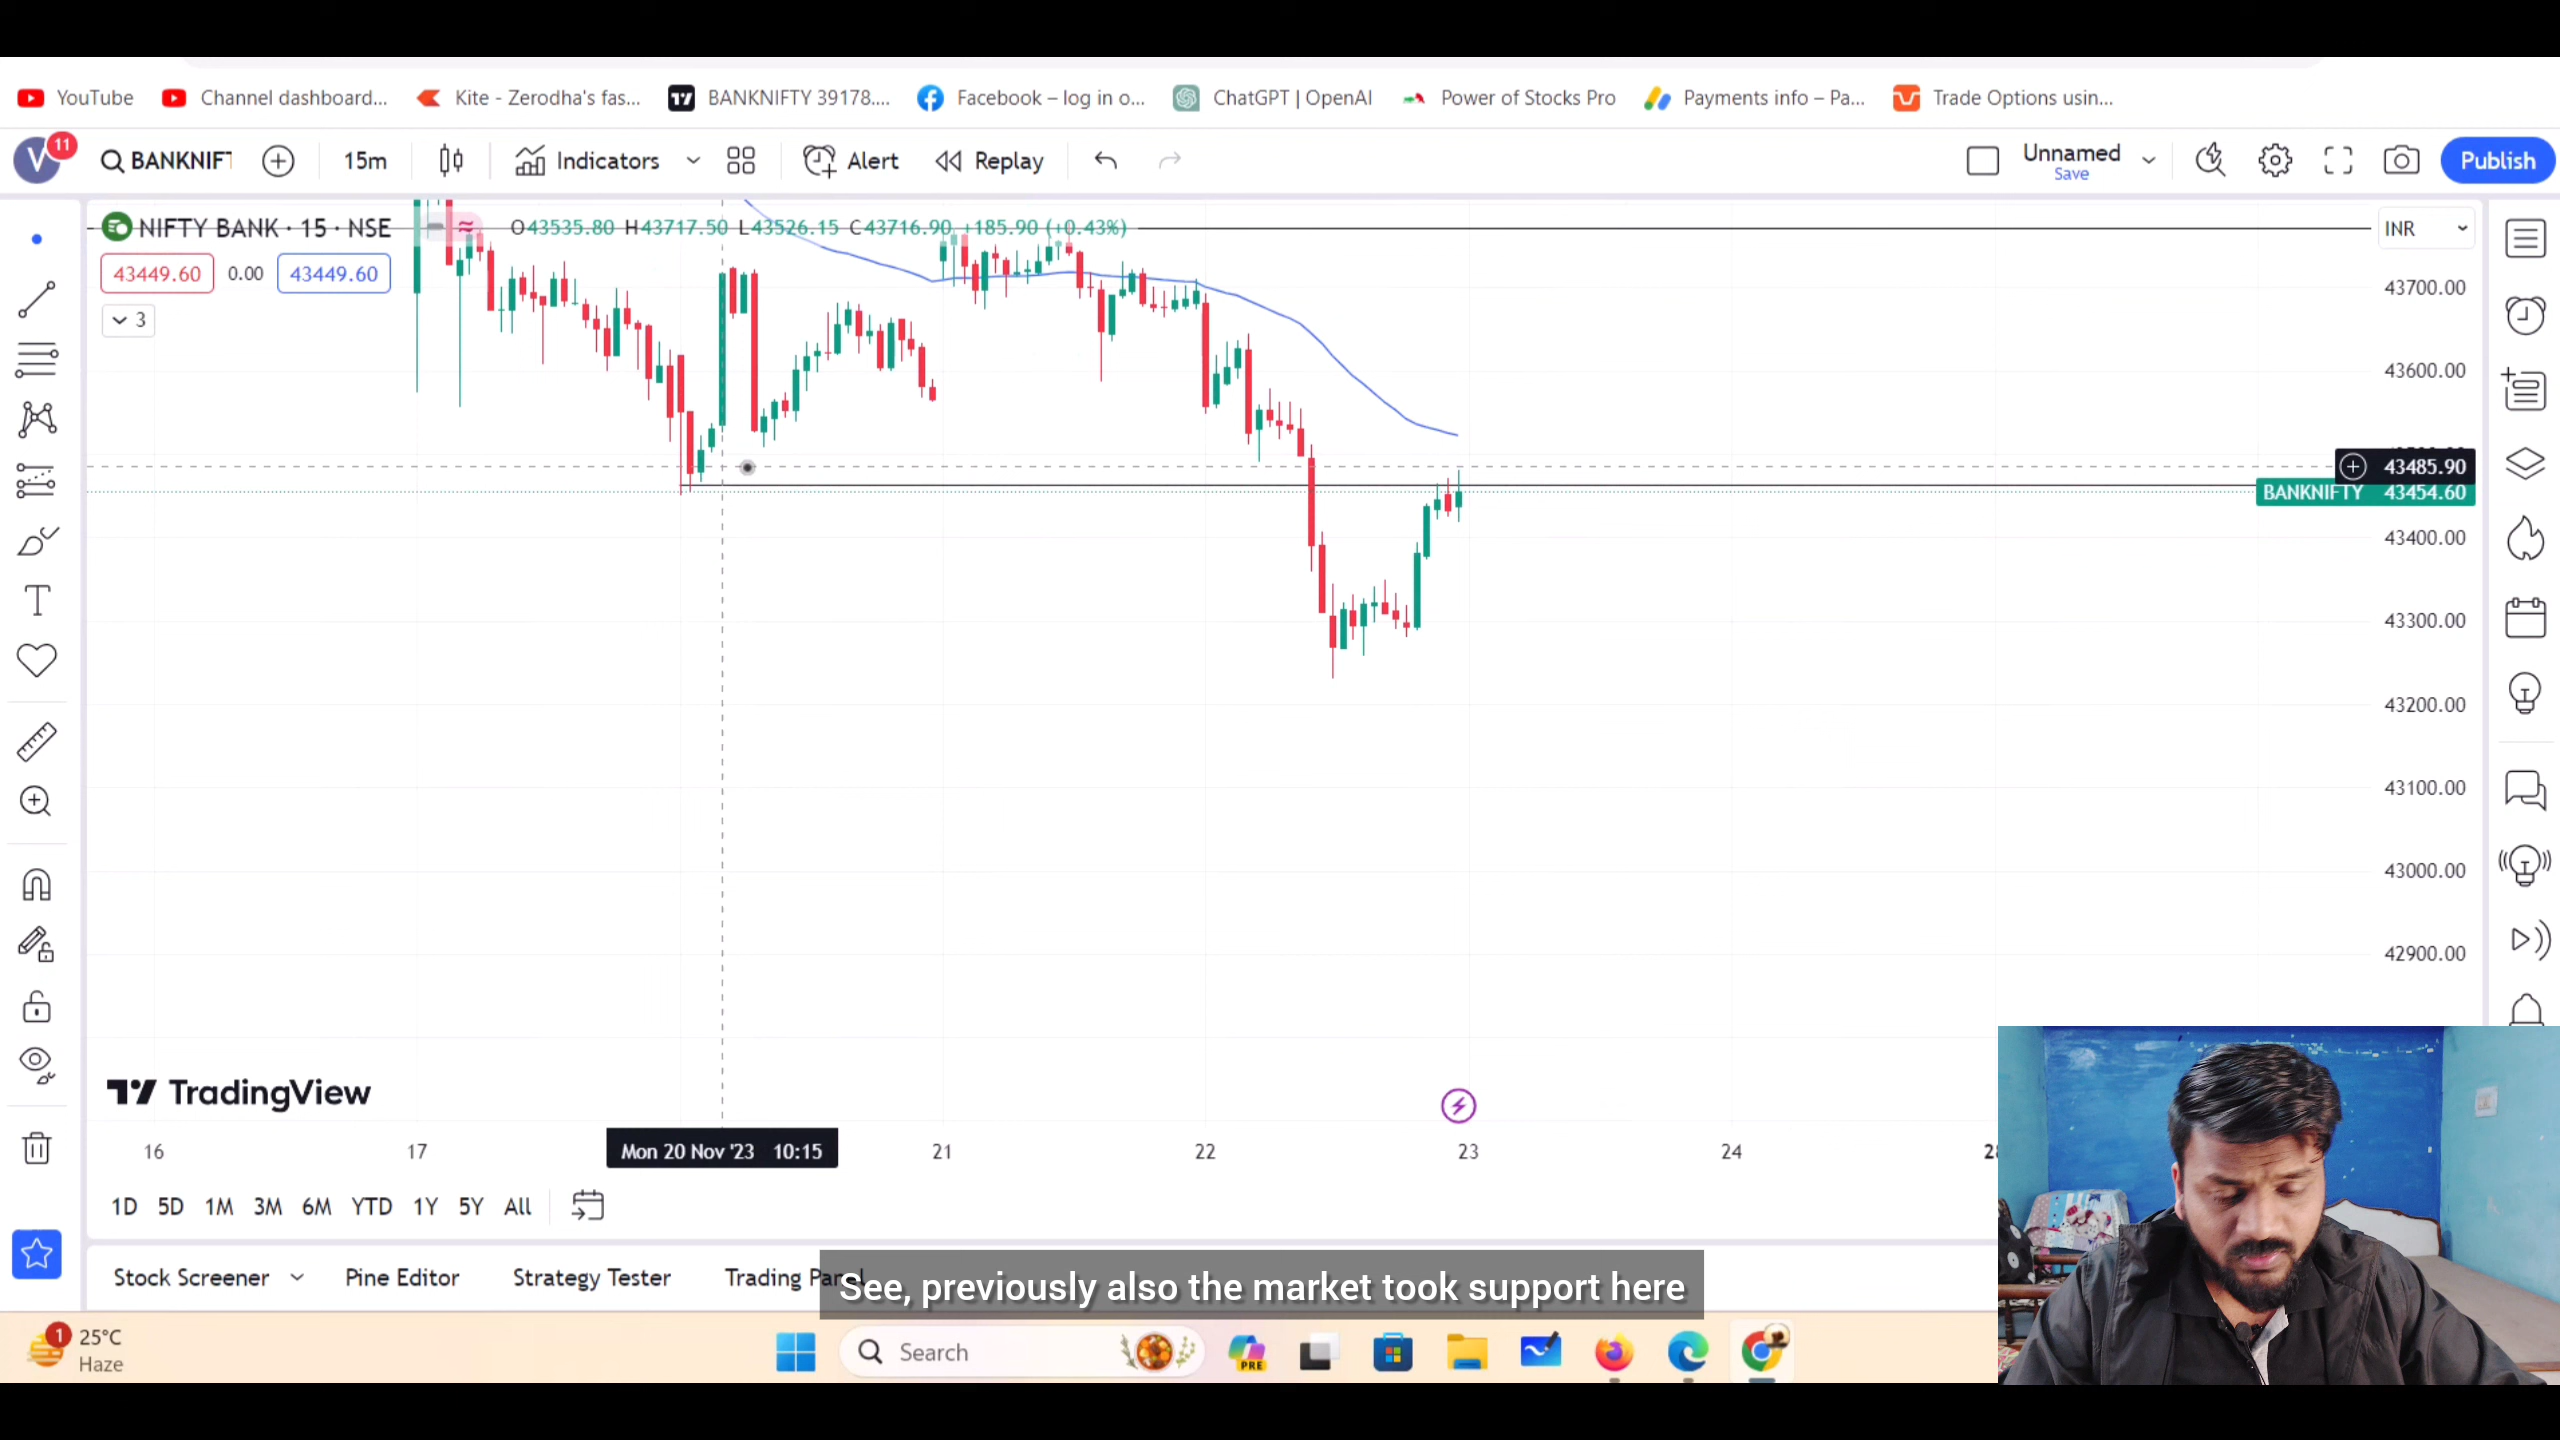 YouTube Channel dashboard... Kite - Zerodha's fas... BANKNIFTY 39178.... Facebook – log in o... ChatGPT | OpenAI Power of Stocks Pro Payments info – Pa... Trade Options usin...
V 11 BANKNIFT 15m Indicators Alert Replay Unnamed Save Publish
NIFTY BANK · 15 · NSE O43535.80 H43717.50 L43526.15 C43716.90 +185.90 (+0.43%) INR
43449.60 0.00 43449.60
3
43700.00
43600.00
43485.90
BANKNIFTY 43454.60
43400.00
43300.00
43200.00
43100.00
43000.00
42900.00
TradingView
16 17 Mon 20 Nov '23 10:15 21 22 23 24
1D 5D 1M 3M 6M YTD 1Y 5Y All
Stock Screener Pine Editor Strategy Tester Trading
See, previously also the market took support here
1 25°C
Haze
Search
PRE